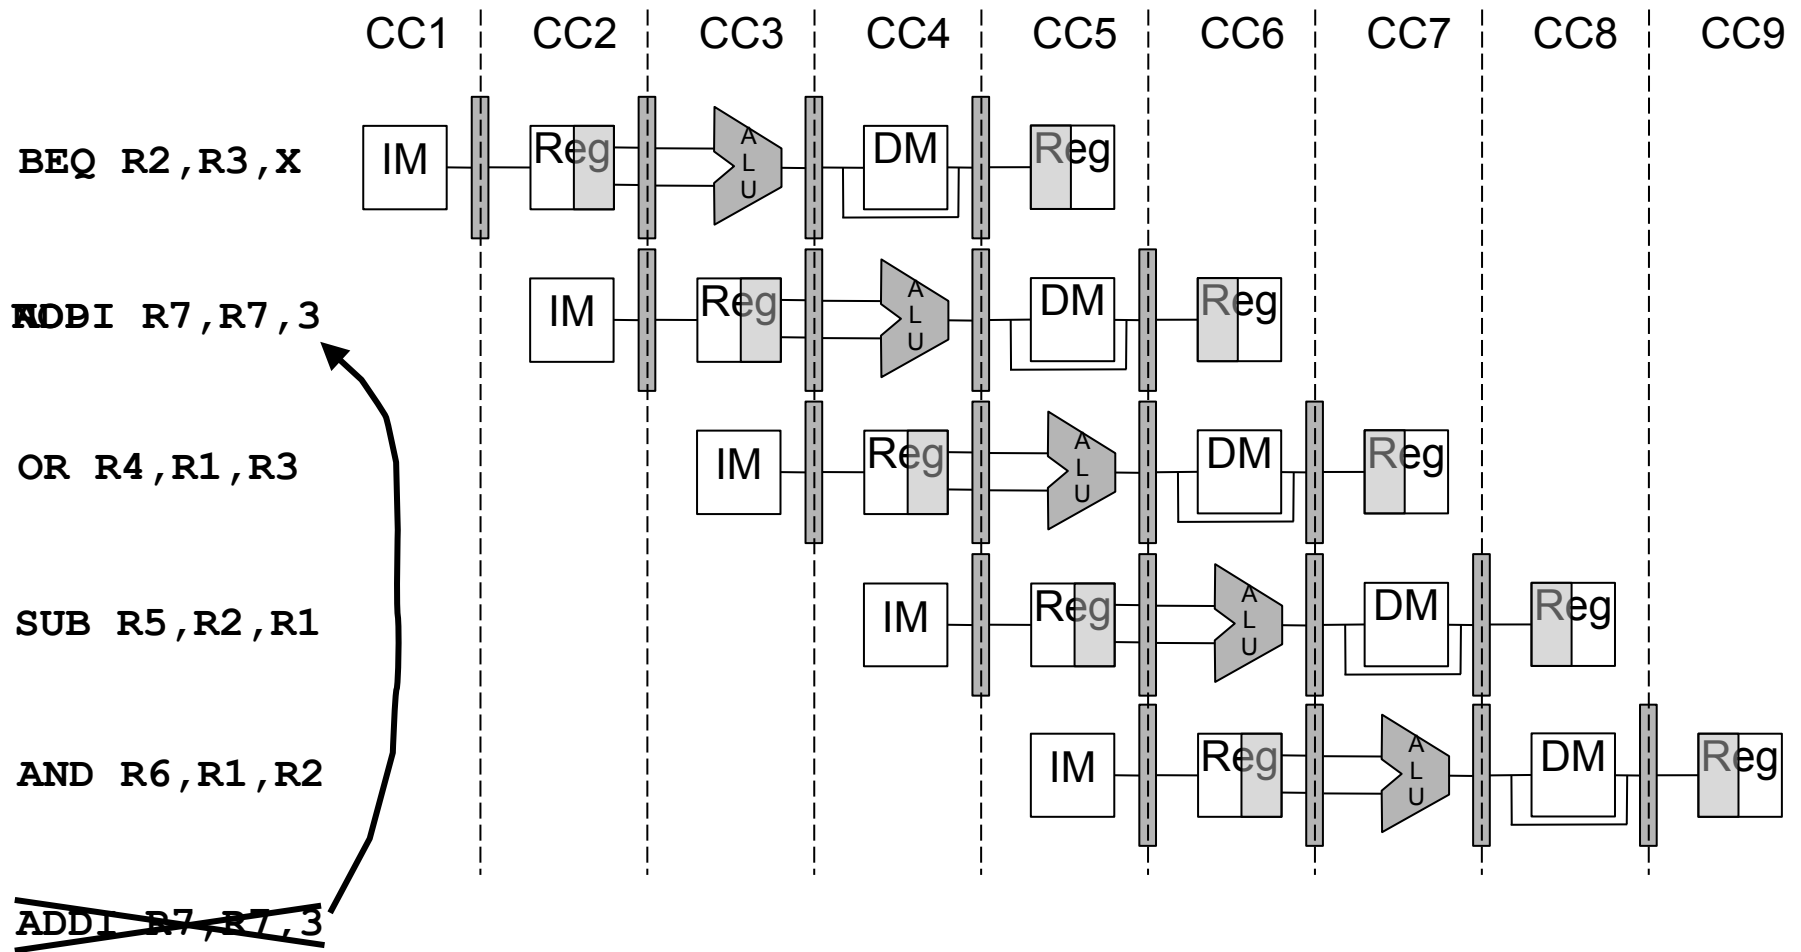 CC1 CC2 CC3 CC4 CC5 CC6 CC7 CC8 CC9
BEQ R2,R3,X IM Reg ALU DM Reg
ADDI R7,R7,3 IM Reg ALU DM Reg
OR R4,R1,R3 IM Reg ALU DM Reg
SUB R5,R2,R1 IM Reg ALU DM Reg
AND R6,R1,R2 IM Reg ALU DM Reg
ADDI R7,R7,3